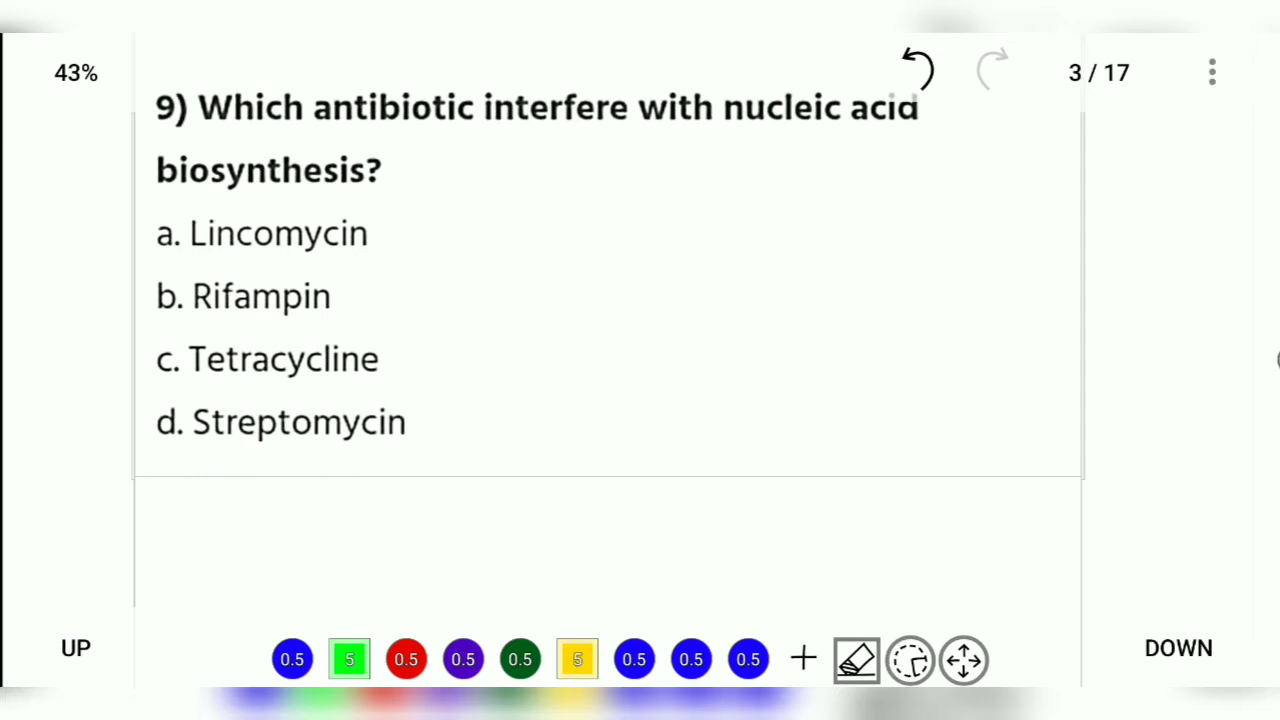 43%
3 / 17
9) Which antibiotic interfere with nucleic acid
biosynthesis?
a. Lincomycin
b. Rifampin
c. Tetracycline
d. Streptomycin
UP
0.5 5 0.5 0.5 0.5 5 0.5 0.5 0.5
DOWN